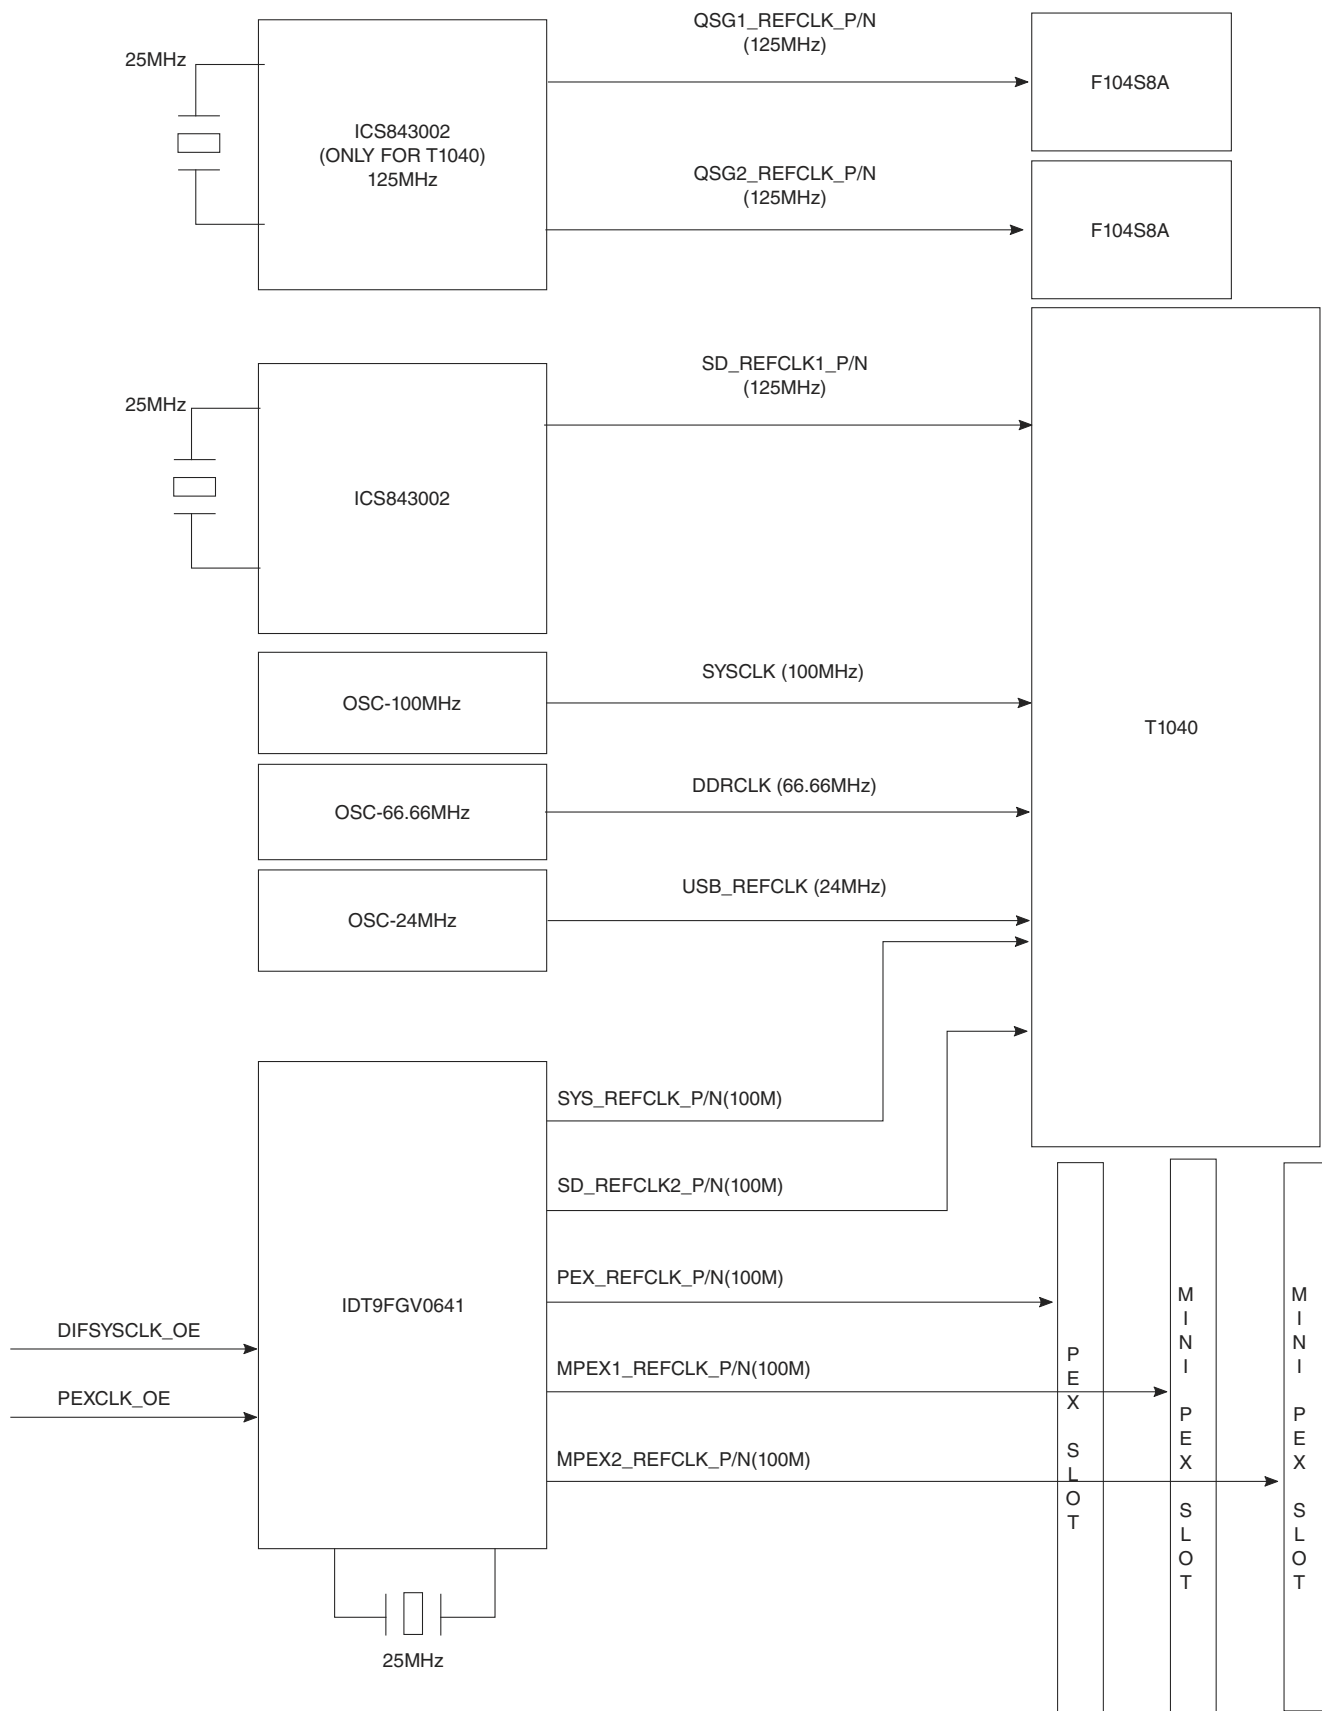 QSG1_REFCLK_P/N
(125MHz)
25MHz
ICS843002
(ONLY FOR T1040)
125MHz
F104S8A
QSG2_REFCLK_P/N
(125MHz)
F104S8A
SD_REFCLK1_P/N
(125MHz)
25MHz
ICS843002
SYSCLK (100MHz)
OSC-100MHz
T1040
DDRCLK (66.66MHz)
OSC-66.66MHz
USB_REFCLK (24MHz)
OSC-24MHz
SYS_REFCLK_P/N(100M)
SD_REFCLK2_P/N(100M)
PEX_REFCLK_P/N(100M)
IDT9FGV0641
DIFSYSCLK_OE
MPEX1_REFCLK_P/N(100M)
PEXCLK_OE
MPEX2_REFCLK_P/N(100M)
PEX SLOT
MINI PEX SLOT
MINI PEX SLOT
25MHz